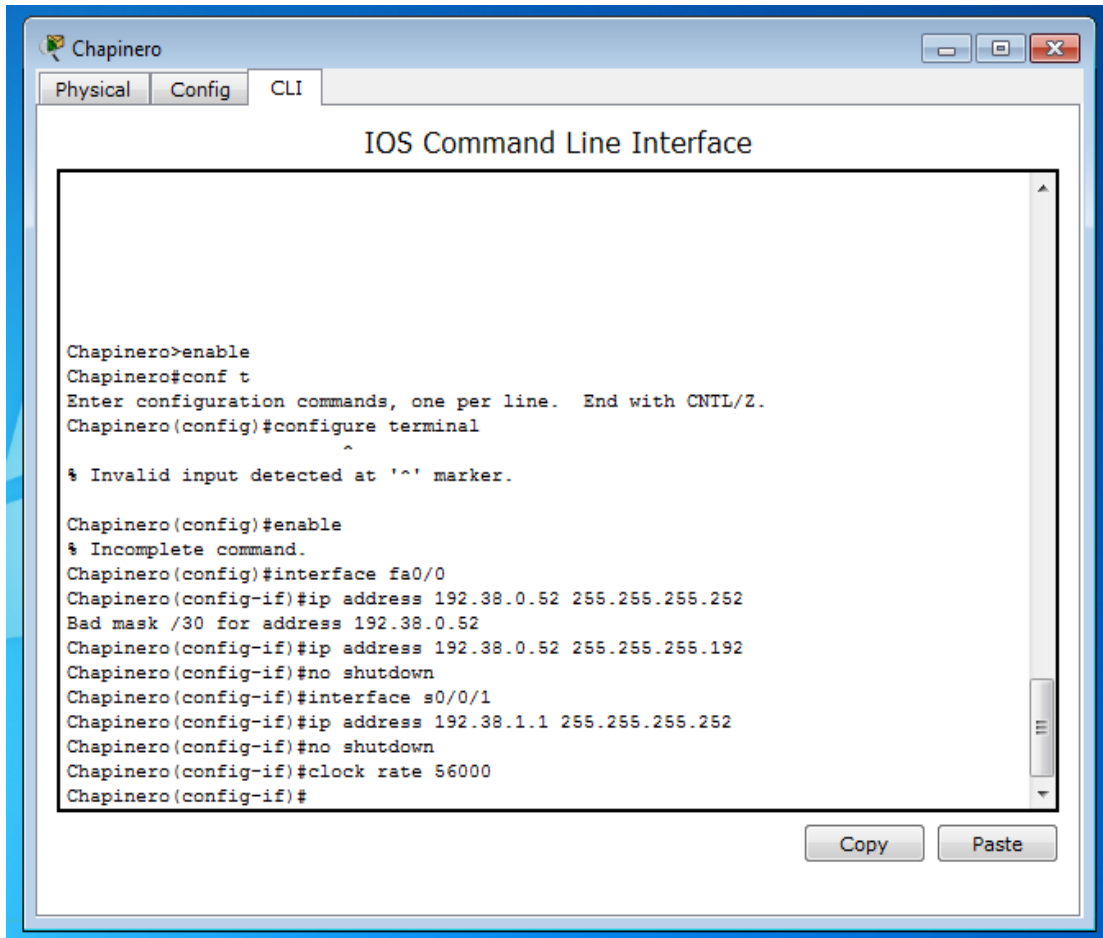 Chapinero
Physical Config CLI
IOS Command Line Interface
Chapinero>enable
Chapinero#conf t
Enter configuration commands, one per line.  End with CNTL/Z.
Chapinero(config)#configure terminal
^
% Invalid input detected at '^' marker.
Chapinero(config)#enable
% Incomplete command.
Chapinero(config)#interface fa0/0
Chapinero(config-if)#ip address 192.38.0.52 255.255.255.252
Bad mask /30 for address 192.38.0.52
Chapinero(config-if)#ip address 192.38.0.52 255.255.255.192
Chapinero(config-if)#no shutdown
Chapinero(config-if)#interface s0/0/1
Chapinero(config-if)#ip address 192.38.1.1 255.255.255.252
Chapinero(config-if)#no shutdown
Chapinero(config-if)#clock rate 56000
Chapinero(config-if)#
Copy Paste